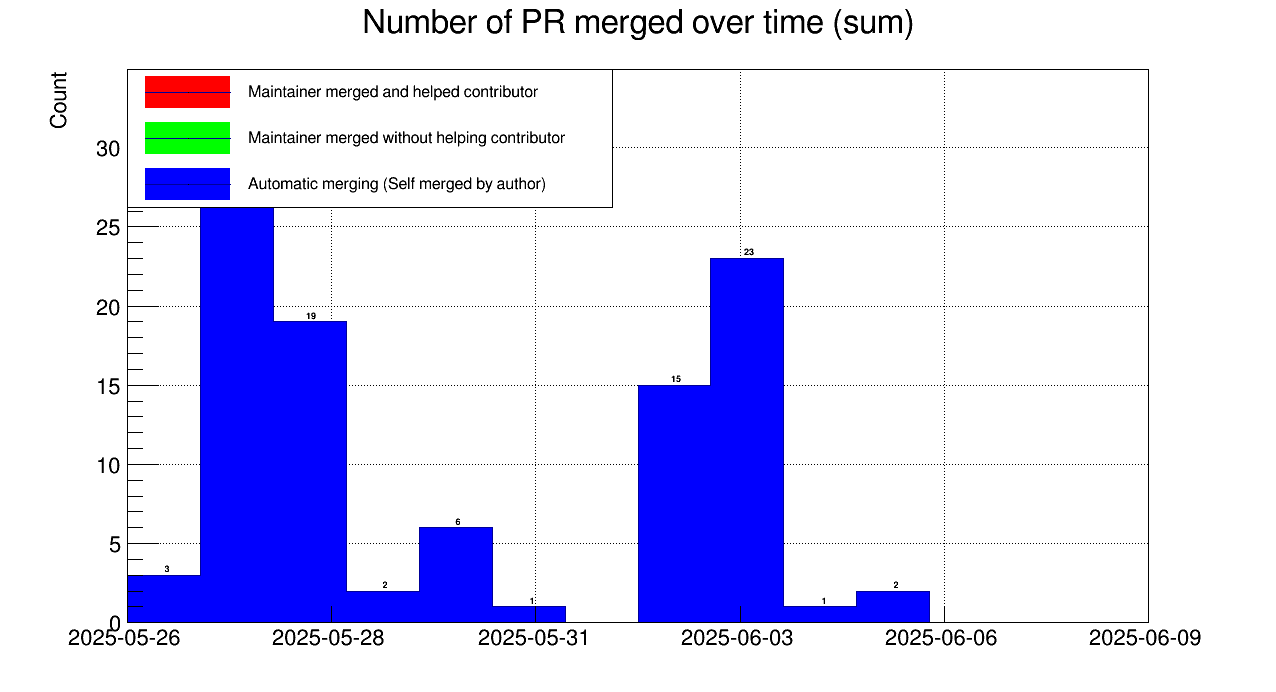 Number of PR merged over time (sum)
Count
Maintainer merged and helped contributor
Maintainer merged without helping contributor
Automatic merging (Self merged by author)
30
25
20
15
10
5
0
3
19
2
6
1
15
23
1
2
2025-05-26 2025-05-28 2025-05-31 2025-06-03 2025-06-06 2025-06-09